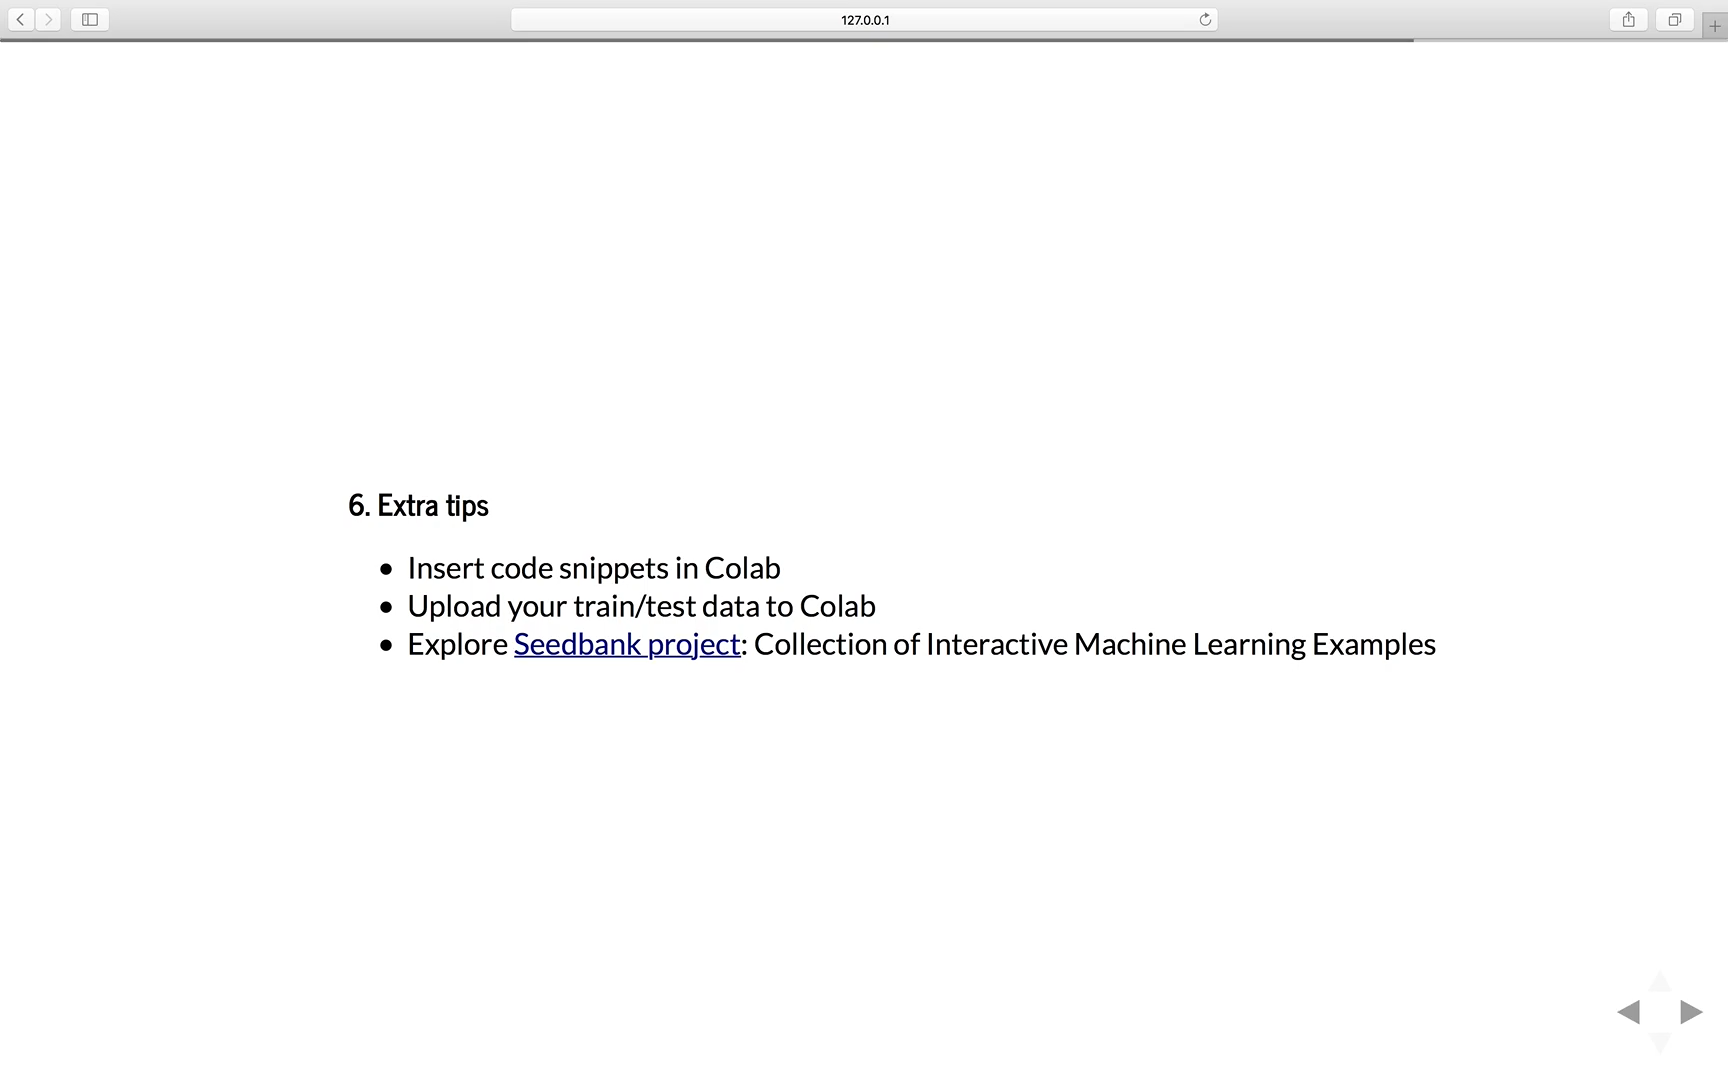 127.0.0.1
6. Extra tips
• Insert code snippets in Colab
• Upload your train/test data to Colab
• Explore Seedbank project: Collection of Interactive Machine Learning Examples